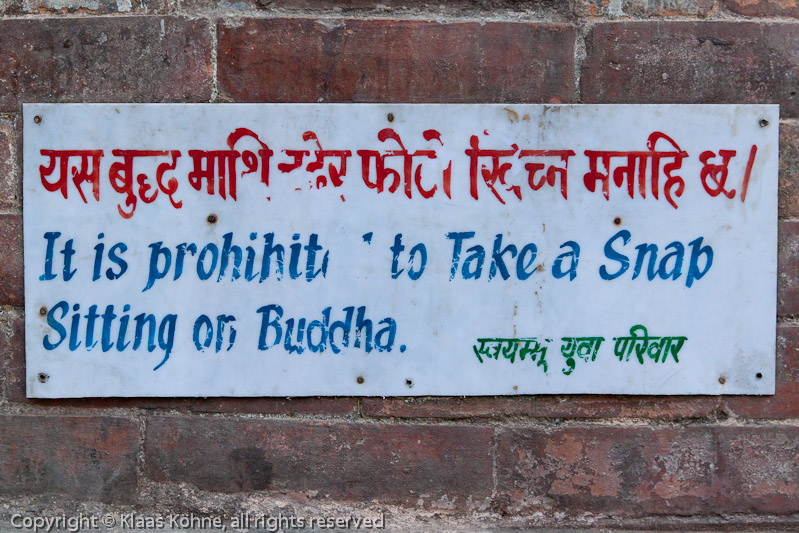 यस बुद्ध माथि फोटो खिच्न मनाहि छ।
It is to Take a Snap
Sitting on Buddha.
स्वयम्भू युवा परिवार
Copyright © Klaas Köhne, all rights reserved